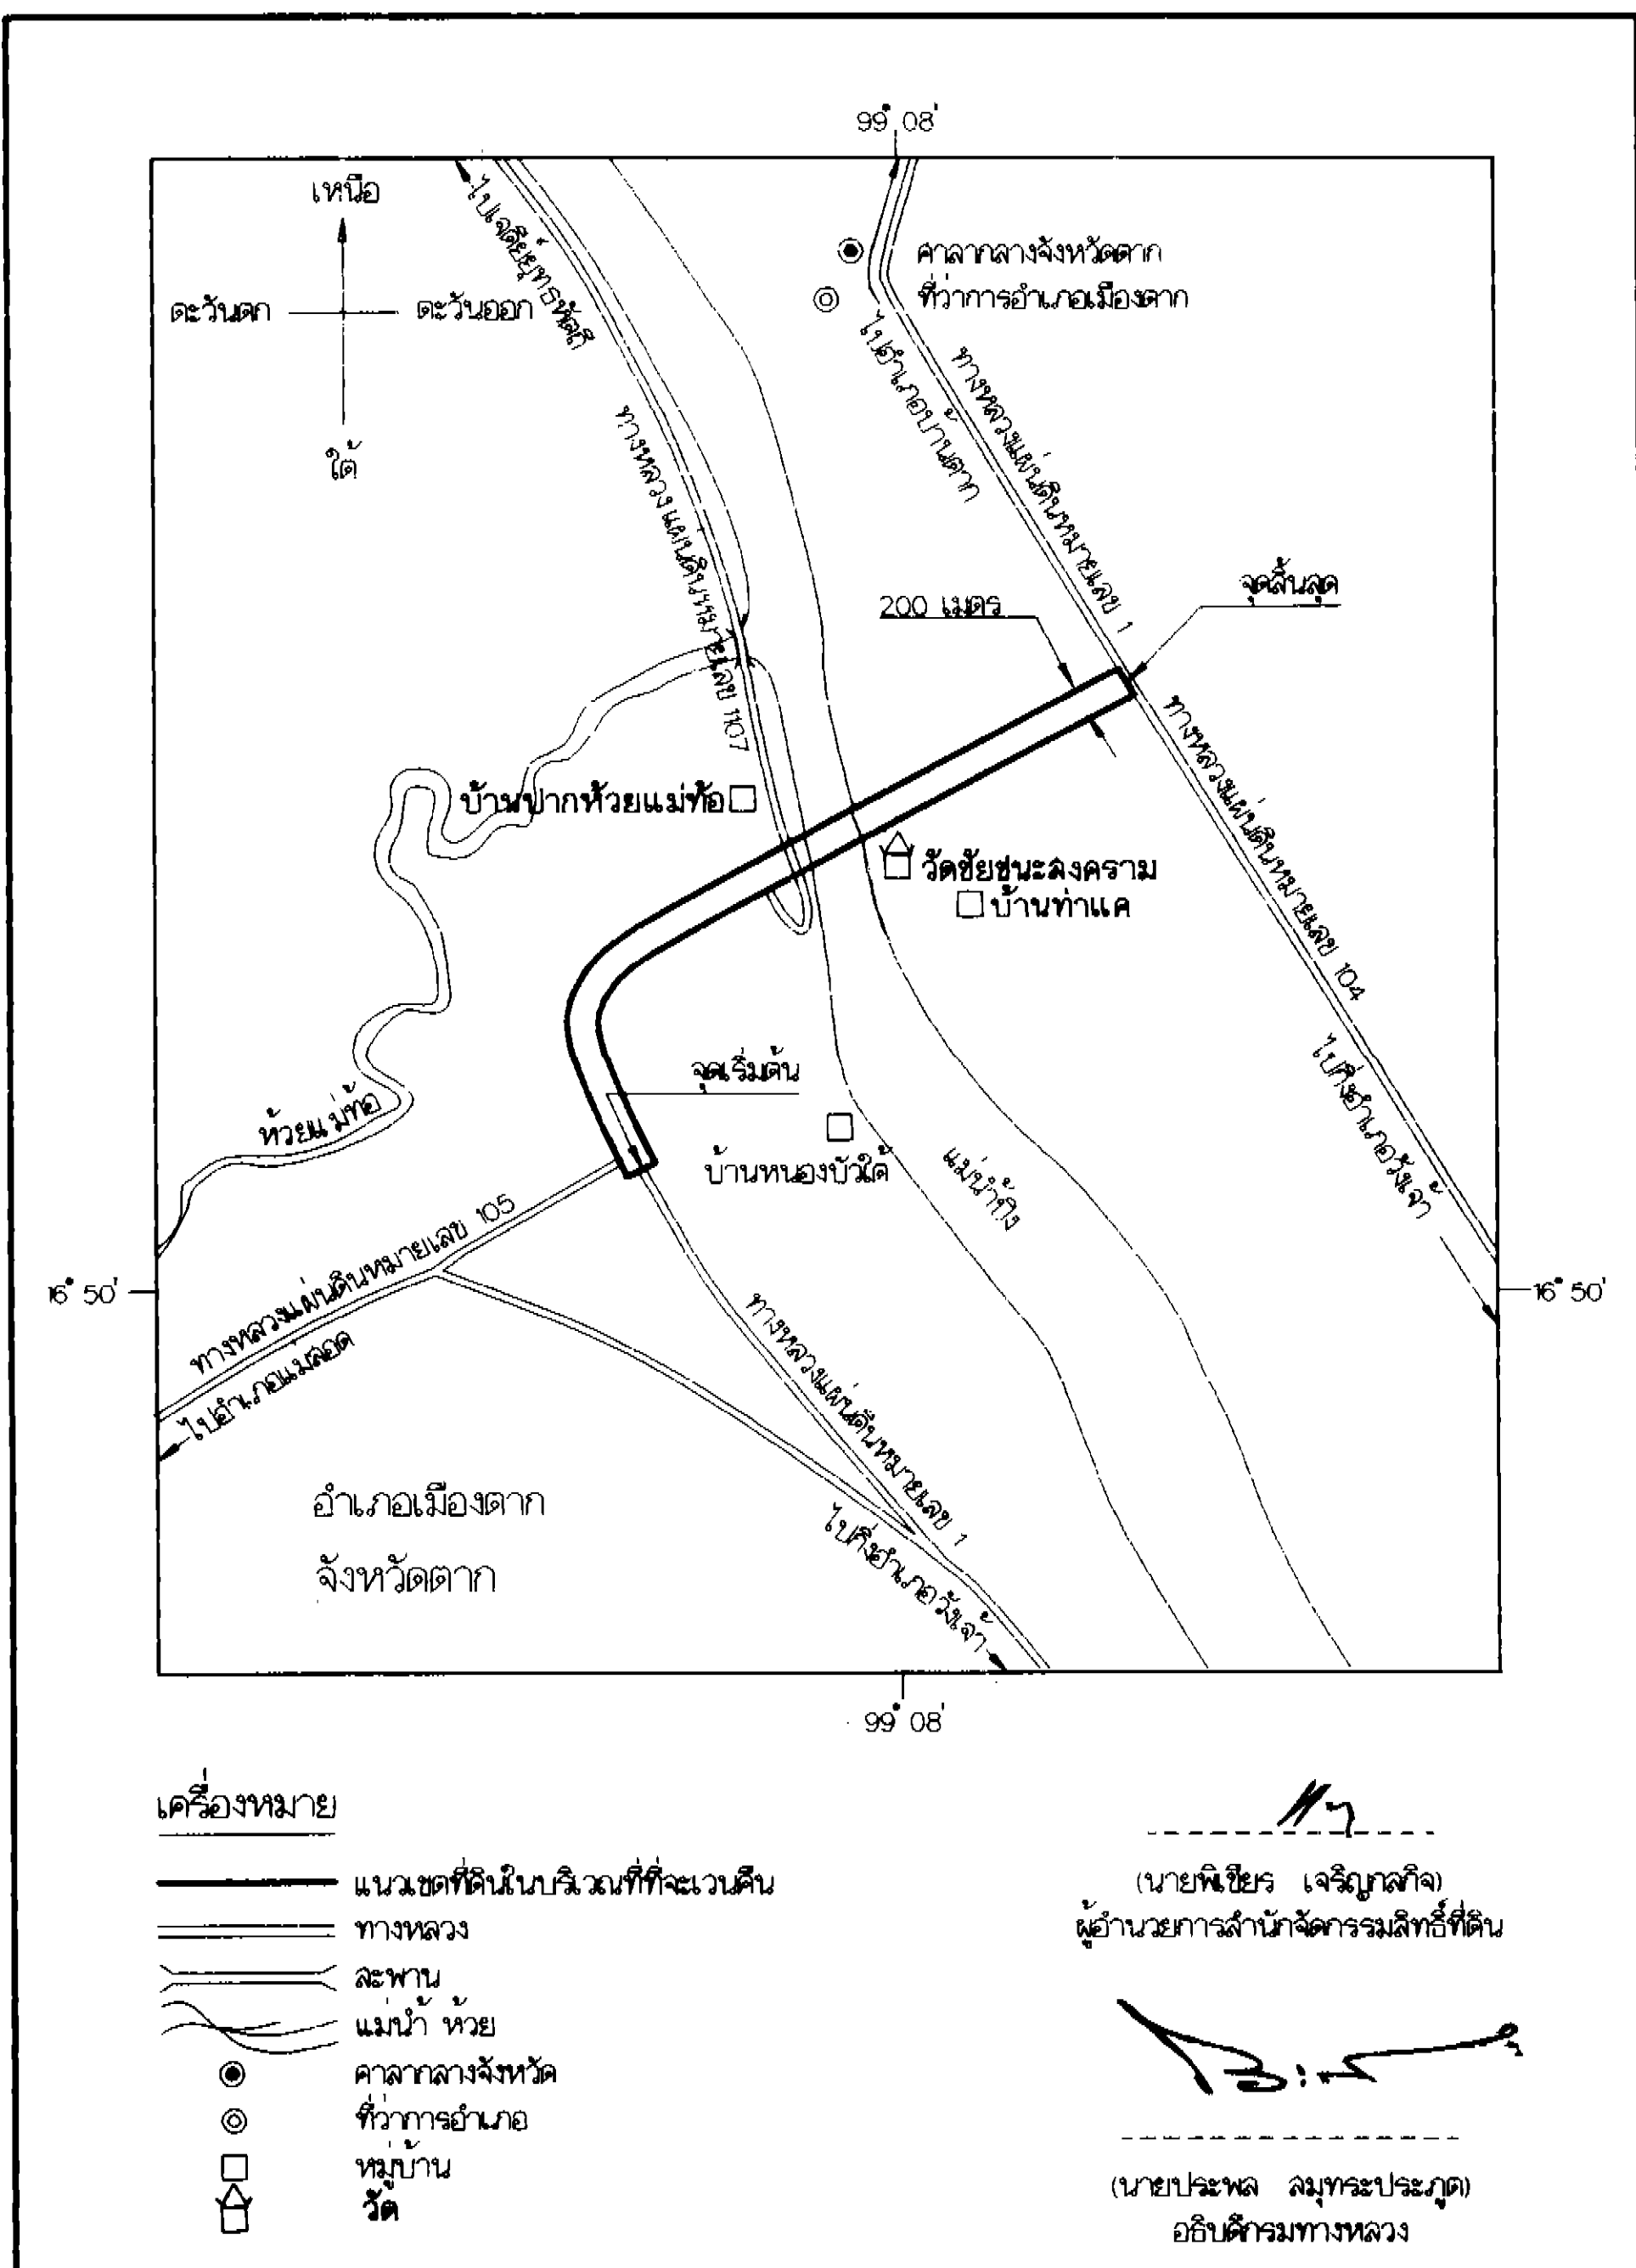 99° 08'
เหนือ
ตะวันตก
ตะวันออก
ใต้
ไปเจดีย์ยุทธหัตถี
ศาลากลางจังหวัดตาก
ที่ว่าการอำเภอเมืองตาก
ไปอำเภอบ้านตาก
ทางหลวงแผ่นดินหมายเลข 1
ทางหลวงแผ่นดินหมายเลข 1107
200 เมตร
จุดสิ้นสุด
ทางหลวงแผ่นดินหมายเลข 104
บ้านปากห้วยแม่ท้อ
วัดชัยชนะสงคราม
บ้านท่าแค
จุดเริ่มต้น
ห้วยแม่ท้อ
บ้านหนองบัวใต้
แม่น้ำปิง
ไปกิ่งอำเภอวังเจ้า
ทางหลวงแผ่นดินหมายเลข 105
16° 50'
16° 50'
ไปอำเภอแม่สอด
ทางหลวงแผ่นดินหมายเลข 1
อำเภอเมืองตาก
จังหวัดตาก
ไปกิ่งอำเภอวังเจ้า
99° 08'
เครื่องหมาย
แนวเขตที่ดินในบริเวณที่ที่จะเวนคืน
ทางหลวง
สะพาน
แม่น้ำ ห้วย
ศาลากลางจังหวัด
ที่ว่าการอำเภอ
หมู่บ้าน
วัด
(นายพิเชียร เจริญกสกิจ)
ผู้อำนวยการสำนักจัดกรรมสิทธิ์ที่ดิน
(นายประพล สมุทระประภูต)
อธิบดีกรมทางหลวง